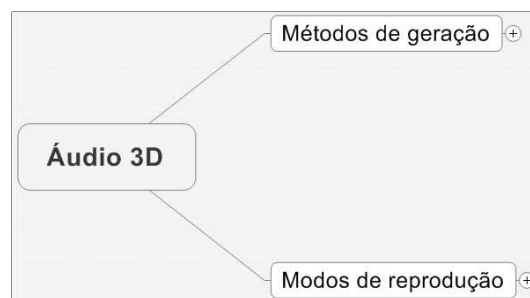 Métodos de geração
Áudio 3D
Modos de reprodução